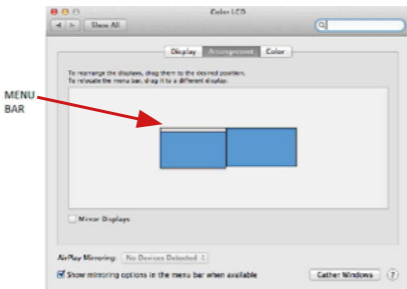 Color LCD
Show All
Display Arrangement Color
To rearrange the displays, drag them to the desired position.
To relocate the menu bar, drag it to a different display.
MENU
BAR
Mirror Displays
AirPlay Mirroring: No Devices Detected
Show mirroring options in the menu bar when available
Gather Windows ?